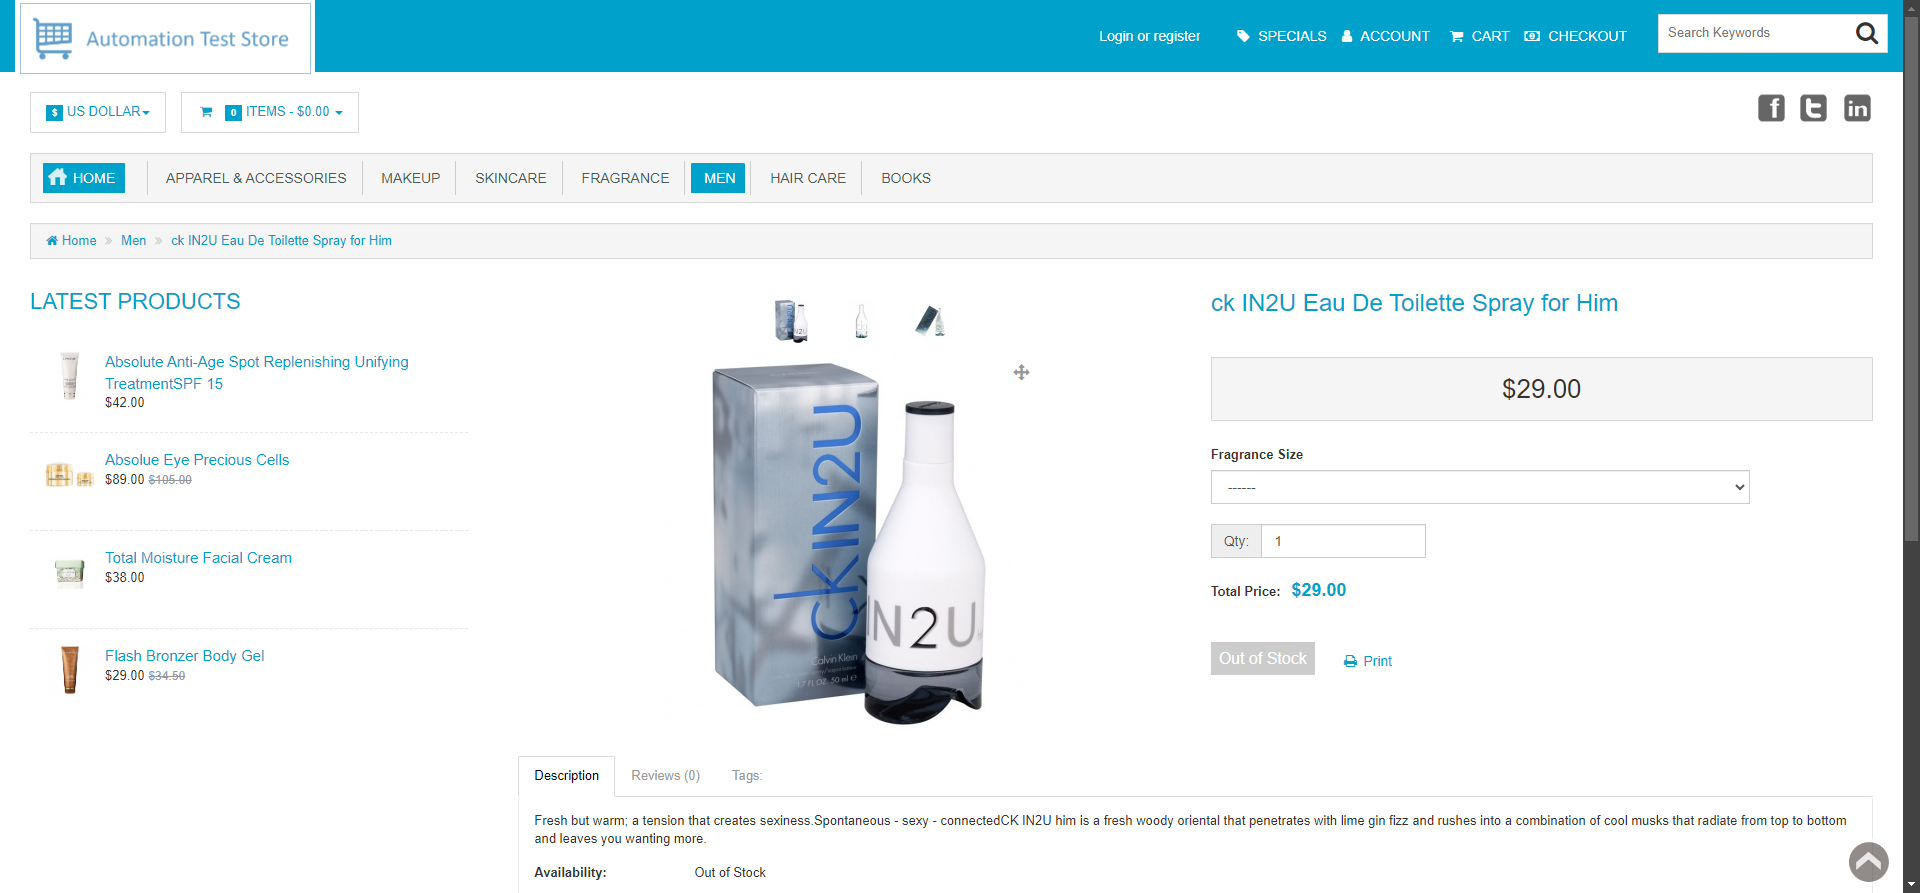 Automation Test Store
Login or register
SPECIALS
ACCOUNT
CART
CHECKOUT
Search Keywords
$ US DOLLAR
0 ITEMS - $0.00
HOME
APPAREL & ACCESSORIES
MAKEUP
SKINCARE
FRAGRANCE
MEN
HAIR CARE
BOOKS
Home » Men » ck IN2U Eau De Toilette Spray for Him
LATEST PRODUCTS
Absolute Anti-Age Spot Replenishing Unifying
TreatmentSPF 15
$42.00
Absolue Eye Precious Cells
$89.00 $105.00
Total Moisture Facial Cream
$38.00
Flash Bronzer Body Gel
$29.00 $34.50
CKIN2U
Calvin Klein
1.7 FL.OZ. 50 ml e
IN2U
ck IN2U Eau De Toilette Spray for Him
$29.00
Fragrance Size
------
Qty: 1
Total Price: $29.00
Out of Stock
Print
Description
Reviews (0)
Tags:
Fresh but warm; a tension that creates sexiness.Spontaneous - sexy - connectedCK IN2U him is a fresh woody oriental that penetrates with lime gin fizz and rushes into a combination of cool musks that radiate from top to bottom
and leaves you wanting more.
Availability: Out of Stock